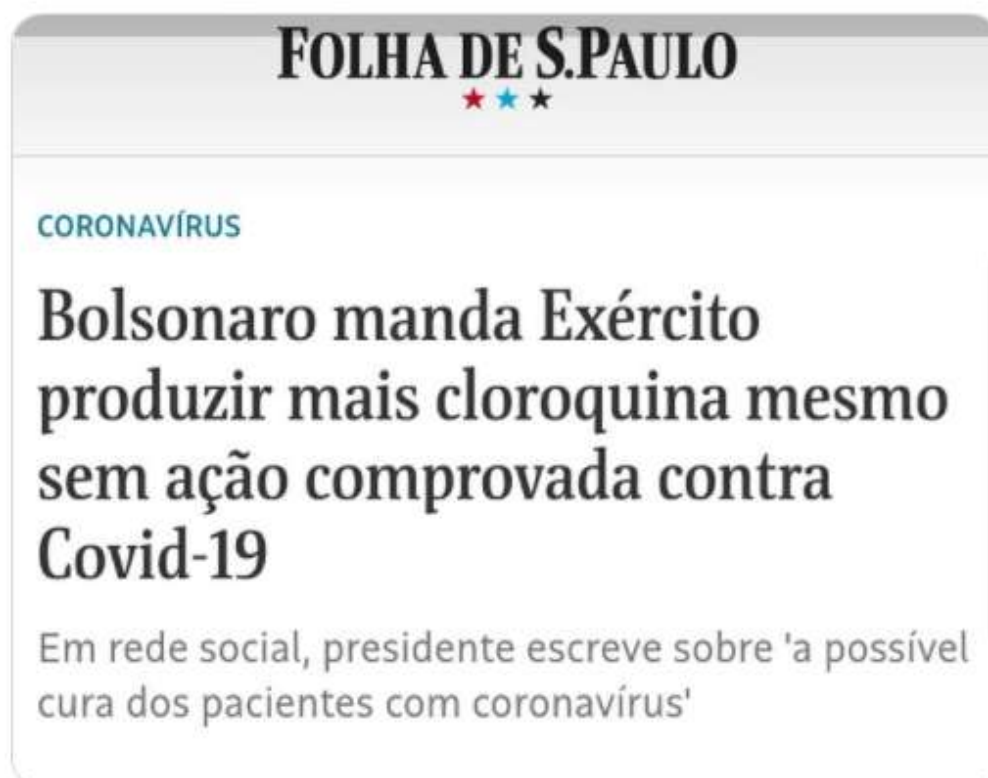 FOLHA DE S.PAULO
CORONAVÍRUS
Bolsonaro manda Exército
produzir mais cloroquina mesmo
sem ação comprovada contra
Covid-19
Em rede social, presidente escreve sobre 'a possível
cura dos pacientes com coronavírus'